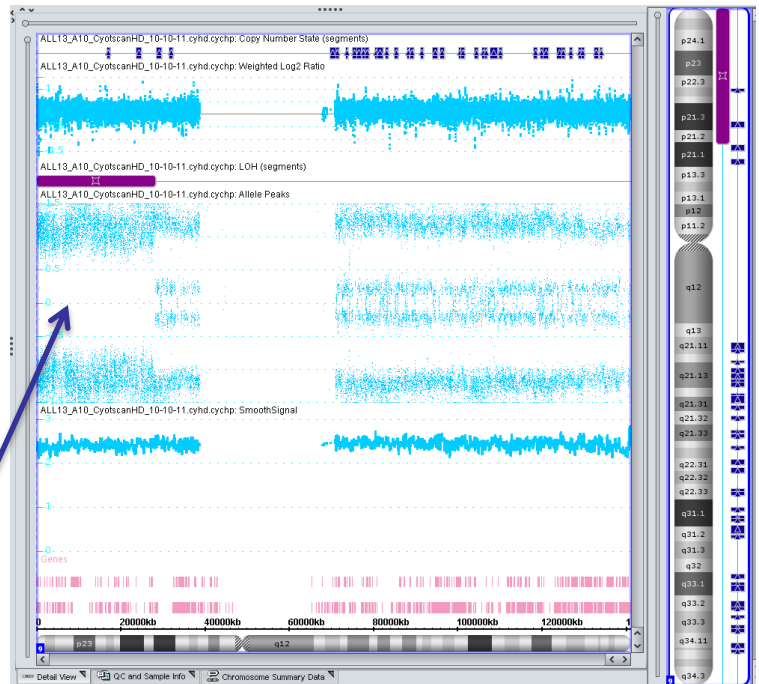 ALL13_A10_CyotscanHD_10-10-11.cyhd.cychp: Copy Number State (segments)
ALL13_A10_CyotscanHD_10-10-11.cyhd.cychp: Weighted Log2 Ratio
1
-0.5
ALL13_A10_CyotscanHD_10-10-11.cyhd.cychp: LOH (segments)
ALL13_A10_CyotscanHD_10-10-11.cyhd.cychp: Allele Peaks
1.5
0.5
0
ALL13_A10_CyotscanHD_10-10-11.cyhd.cychp: SmoothSignal
3
2
1
0
Genes
0 20000kb 40000kb 60000kb 80000kb 100000kb 120000kb 1
9 p23 q12
Detail View QC and Sample Info Chromosome Summary Data
p24.1
p23
p22.3
p21.3
p21.2
p21.1
p13.3
p13.1
p12
p11.2
q12
q13
q21.11
q21.13
q21.31
q21.32
q21.33
q22.31
q22.32
q22.33
q31.1
q31.2
q31.3
q32
q33.1
q33.2
q33.3
q34.11
q34.3
9